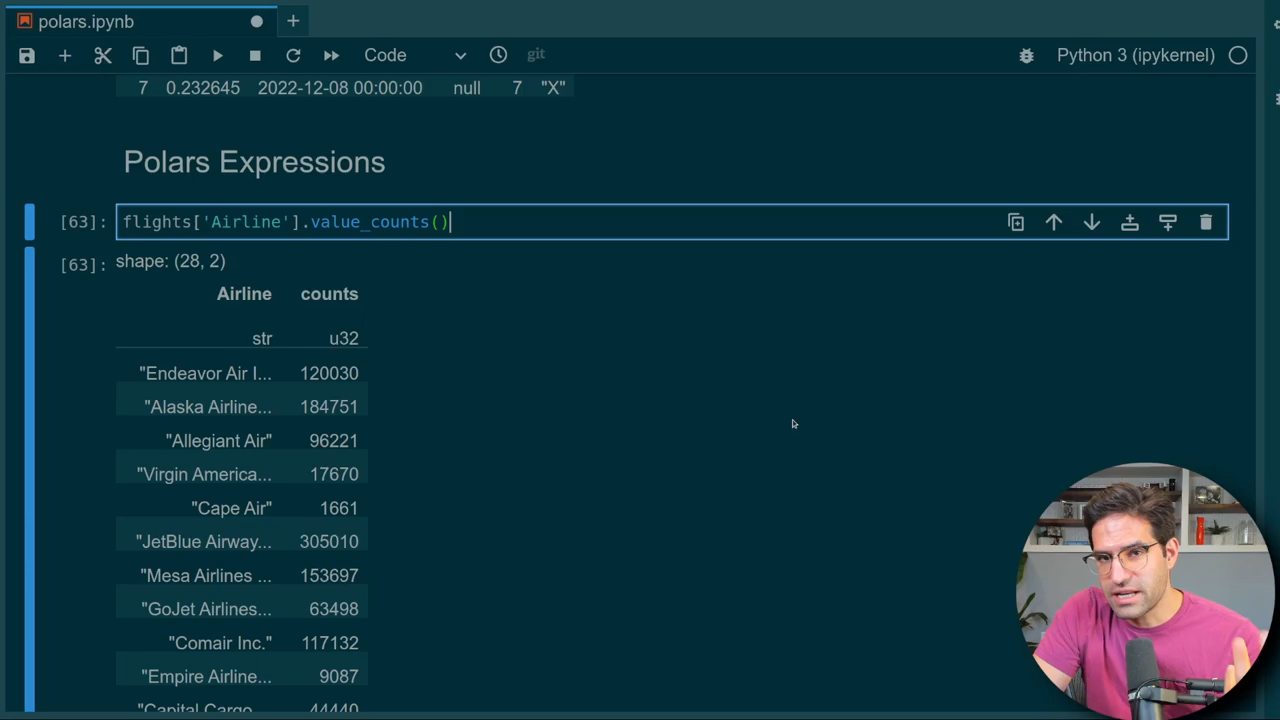 polars.ipynb
Code
git
Python 3 (ipykernel)
7 0.232645 2022-12-08 00:00:00 null 7 "X"
Polars Expressions
[63]: flights['Airline'].value_counts()
[63]: shape: (28, 2)
Airline counts
str u32
"Endeavor Air I... 120030
"Alaska Airline... 184751
"Allegiant Air" 96221
"Virgin America... 17670
"Cape Air" 1661
"JetBlue Airway... 305010
"Mesa Airlines ... 153697
"GoJet Airlines... 63498
"Comair Inc." 117132
"Empire Airline... 9087
"Capital Cargo... 44440